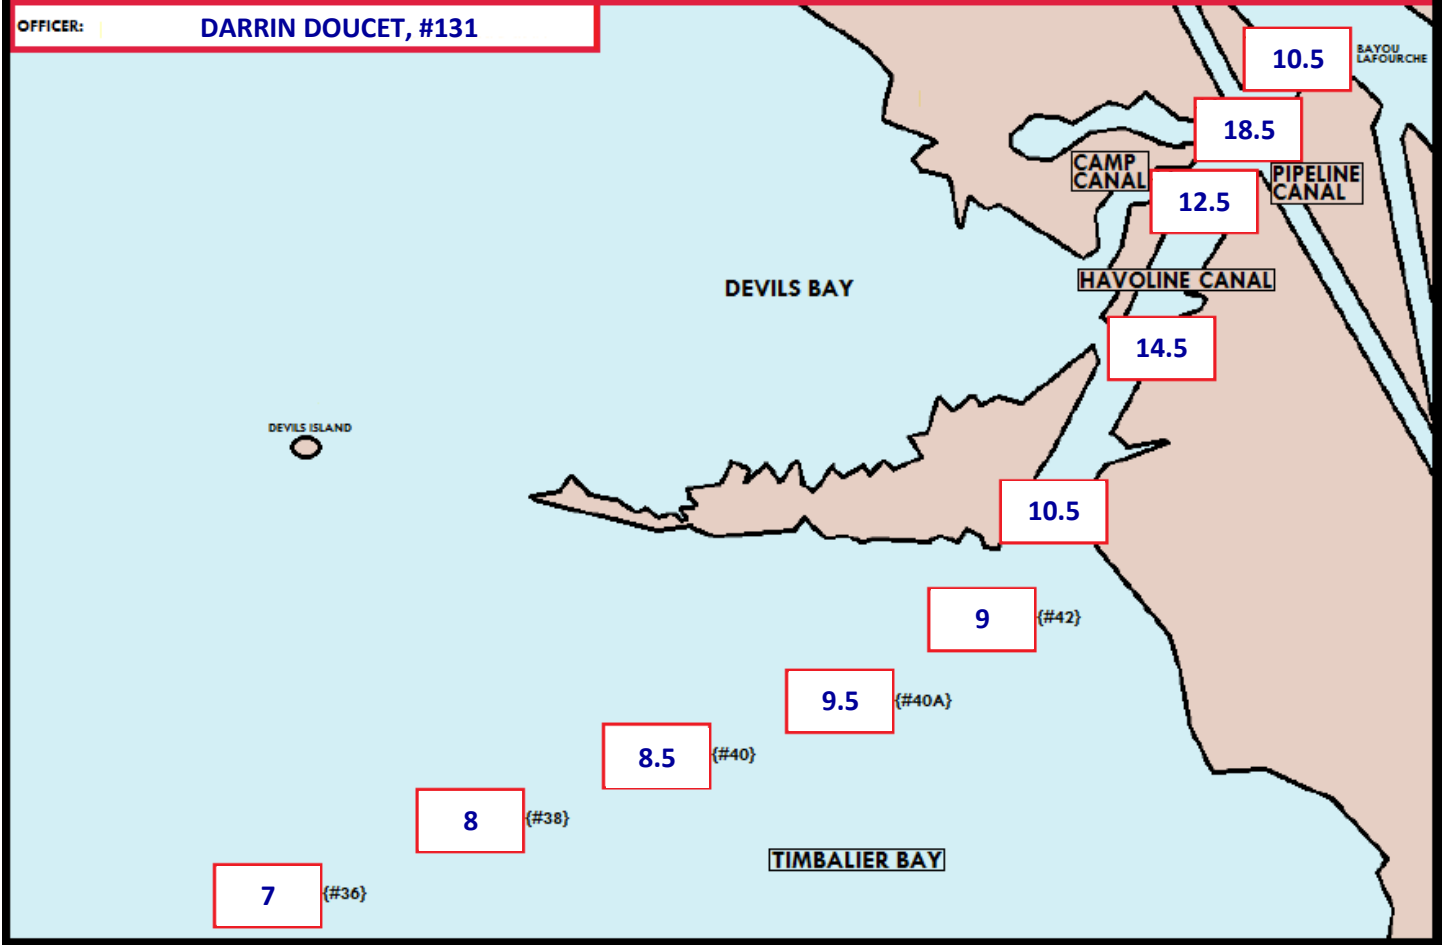 OFFICER: DARRIN DOUCET, #131
10.5
BAYOU
LAFOURCHE
18.5
CAMP
CANAL
PIPELINE
CANAL
12.5
HAVOLINE CANAL
DEVILS BAY
14.5
DEVILS ISLAND
10.5
9 {#42}
9.5 {#40A}
8.5 {#40}
8 {#38}
TIMBALIER BAY
7 {#36}